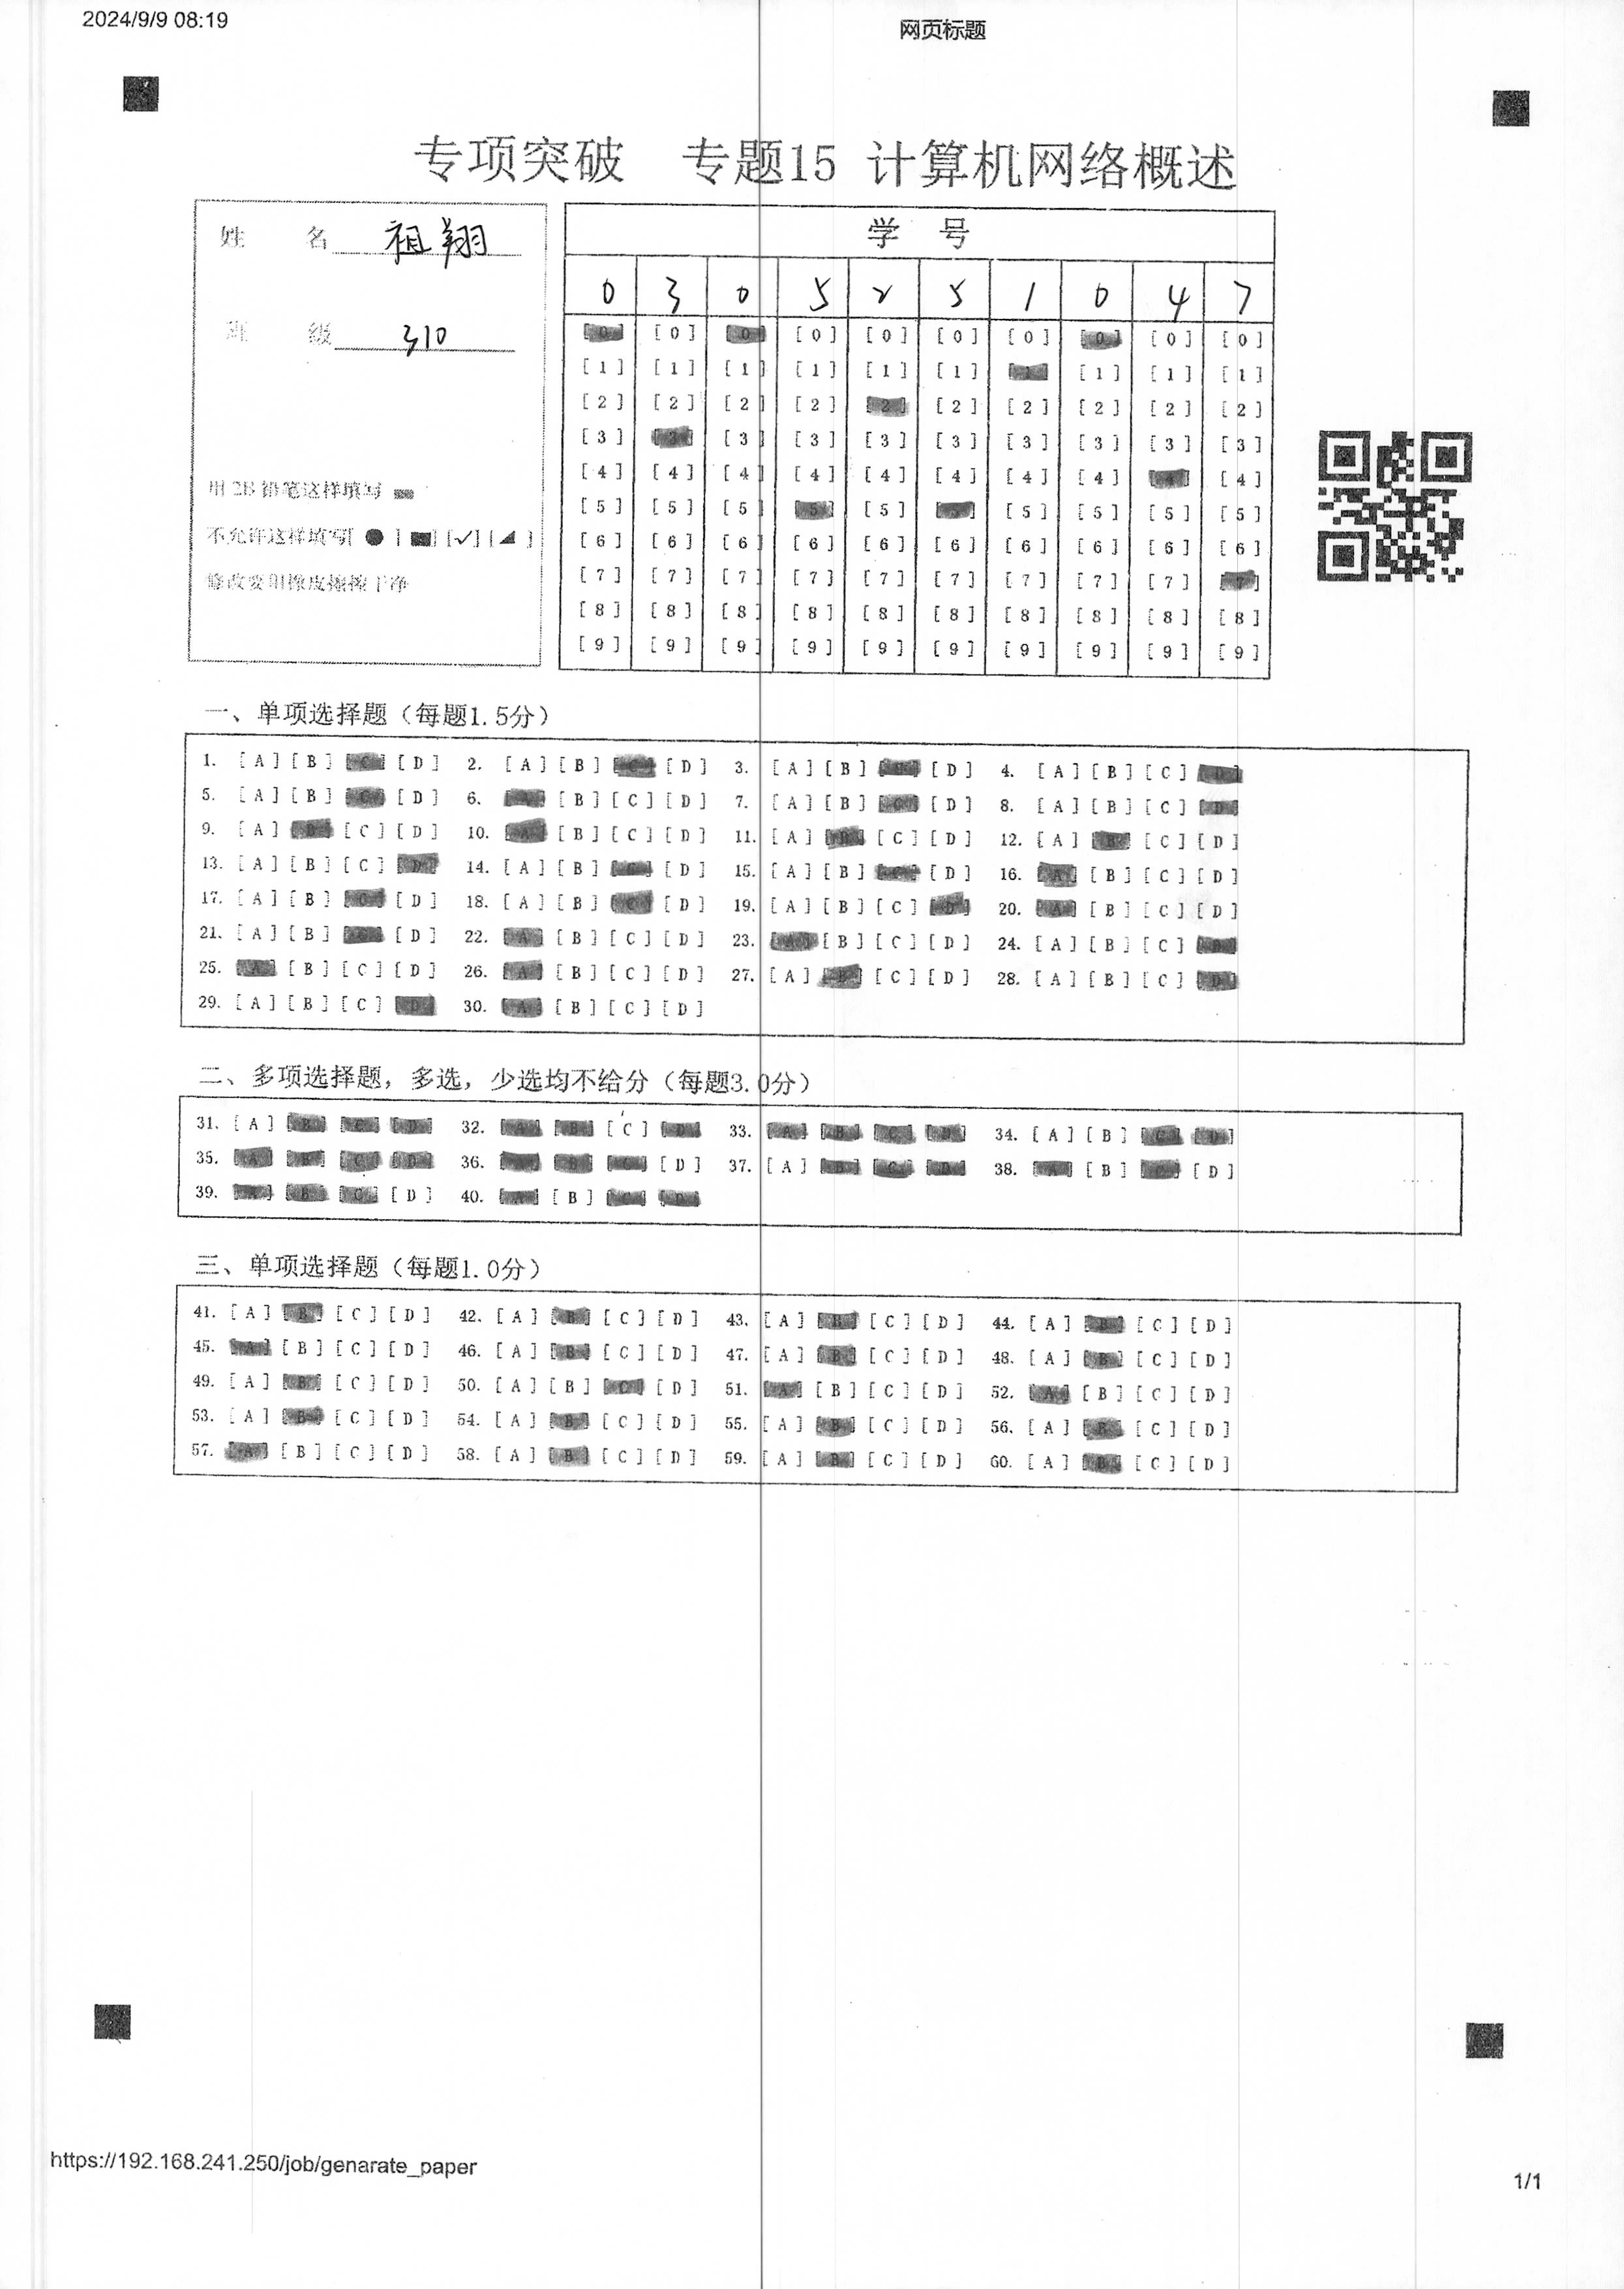 2024/9/9 08:19
网页标题
专项突破 专题15 计算机网络概述
姓 名 祖翔
班 级 310
用 2B 铅笔这样填写
不允许这样填写[ ● ] [■] [✓] [◢ ]
修改要用橡皮擦擦干净
学 号
0 3 0 5 2 5 1 0 4 7
[0] [0] [0] [0] [0] [0] [0] [0] [0] [0]
[1] [1] [1] [1] [1] [1] [1] [1] [1] [1]
[2] [2] [2] [2] [2] [2] [2] [2] [2] [2]
[3] [3] [3] [3] [3] [3] [3] [3] [3] [3]
[4] [4] [4] [4] [4] [4] [4] [4] [4] [4]
[5] [5] [5] [5] [5] [5] [5] [5] [5] [5]
[6] [6] [6] [6] [6] [6] [6] [6] [6] [6]
[7] [7] [7] [7] [7] [7] [7] [7] [7] [7]
[8] [8] [8] [8] [8] [8] [8] [8] [8] [8]
[9] [9] [9] [9] [9] [9] [9] [9] [9] [9]
一、单项选择题（每题1.5分）
1. [A] [B] [C] [D] 2. [A] [B] [C] [D] 3. [A] [B] [C] [D] 4. [A] [B] [C] [D]
5. [A] [B] [C] [D] 6. [A] [B] [C] [D] 7. [A] [B] [C] [D] 8. [A] [B] [C] [D]
9. [A] [B] [C] [D] 10. [A] [B] [C] [D] 11. [A] [B] [C] [D] 12. [A] [B] [C] [D]
13. [A] [B] [C] [D] 14. [A] [B] [C] [D] 15. [A] [B] [C] [D] 16. [A] [B] [C] [D]
17. [A] [B] [C] [D] 18. [A] [B] [C] [D] 19. [A] [B] [C] [D] 20. [A] [B] [C] [D]
21. [A] [B] [C] [D] 22. [A] [B] [C] [D] 23. [A] [B] [C] [D] 24. [A] [B] [C] [D]
25. [A] [B] [C] [D] 26. [A] [B] [C] [D] 27. [A] [B] [C] [D] 28. [A] [B] [C] [D]
29. [A] [B] [C] [D] 30. [A] [B] [C] [D]
二、多项选择题，多选，少选均不给分（每题3.0分）
31. [A] [B] [C] [D] 32. [A] [B] [C] [D] 33. [A] [B] [C] [D] 34. [A] [B] [C] [D]
35. [A] [B] [C] [D] 36. [A] [B] [C] [D] 37. [A] [B] [C] [D] 38. [A] [B] [C] [D]
39. [A] [B] [C] [D] 40. [A] [B] [C] [D]
三、单项选择题（每题1.0分）
41. [A] [B] [C] [D] 42. [A] [B] [C] [D] 43. [A] [B] [C] [D] 44. [A] [B] [C] [D]
45. [A] [B] [C] [D] 46. [A] [B] [C] [D] 47. [A] [B] [C] [D] 48. [A] [B] [C] [D]
49. [A] [B] [C] [D] 50. [A] [B] [C] [D] 51. [A] [B] [C] [D] 52. [A] [B] [C] [D]
53. [A] [B] [C] [D] 54. [A] [B] [C] [D] 55. [A] [B] [C] [D] 56. [A] [B] [C] [D]
57. [A] [B] [C] [D] 58. [A] [B] [C] [D] 59. [A] [B] [C] [D] 60. [A] [B] [C] [D]
https://192.168.241.250/job/genarate_paper
1/1